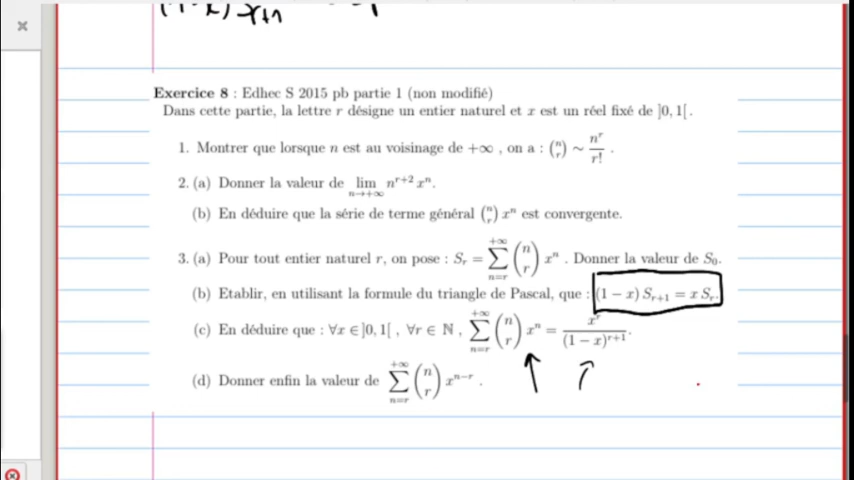 Exercice 8 : Edhec S 2015 pb partie 1 (non modifié)
Dans cette partie, la lettre r désigne un entier naturel et x est un réel fixé de ]0, 1[.
1. Montrer que lorsque n est au voisinage de +∞ , on a : (n r) ∼ n^r / r! .
2. (a) Donner la valeur de lim n→+∞ n^{r+2} x^n.
(b) En déduire que la série de terme général (n r) x^n est convergente.
3. (a) Pour tout entier naturel r, on pose : S_r = ∑_{n=r}^{+∞} (n r) x^n . Donner la valeur de S_0.
(b) Etablir, en utilisant la formule du triangle de Pascal, que : (1 − x) S_{r+1} = x S_r.
(c) En déduire que : ∀x ∈]0, 1[ , ∀r ∈ ℕ , ∑_{n=r}^{+∞} (n r) x^n = x^r / (1 − x)^{r+1}.
(d) Donner enfin la valeur de ∑_{n=r}^{+∞} (n r) x^{n−r} .